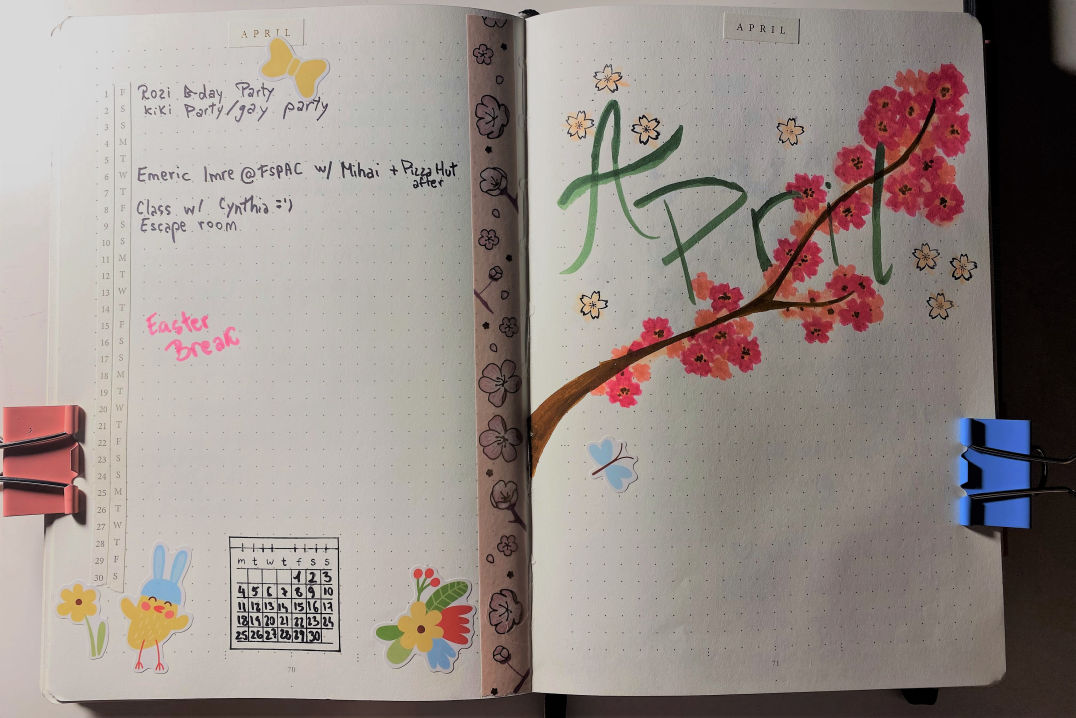 APRIL
1 F Rozi B-day Party
2 S Kiki Party/gay party
3 S
4 M
5 T
6 W Emeric Imre @FSPAC w/ Mihai + Pizza Hut
after
7 T
8 F Class w/ Cynthia =')
9 S Escape room
10 S
11 M
12 T
13 W
14 T
15 F Easter
16 S Break
17 S
18 M
19 T
20 W
21 T
22 F
23 S
24 S
25 M
26 T
27 W
28 T
29 F
30 S
m t w t f s s
1 2 3
4 5 6 7 8 9 10
11 12 13 14 15 16 17
18 19 20 21 22 23 24
25 26 27 28 29 30
70
APRIL
April
71